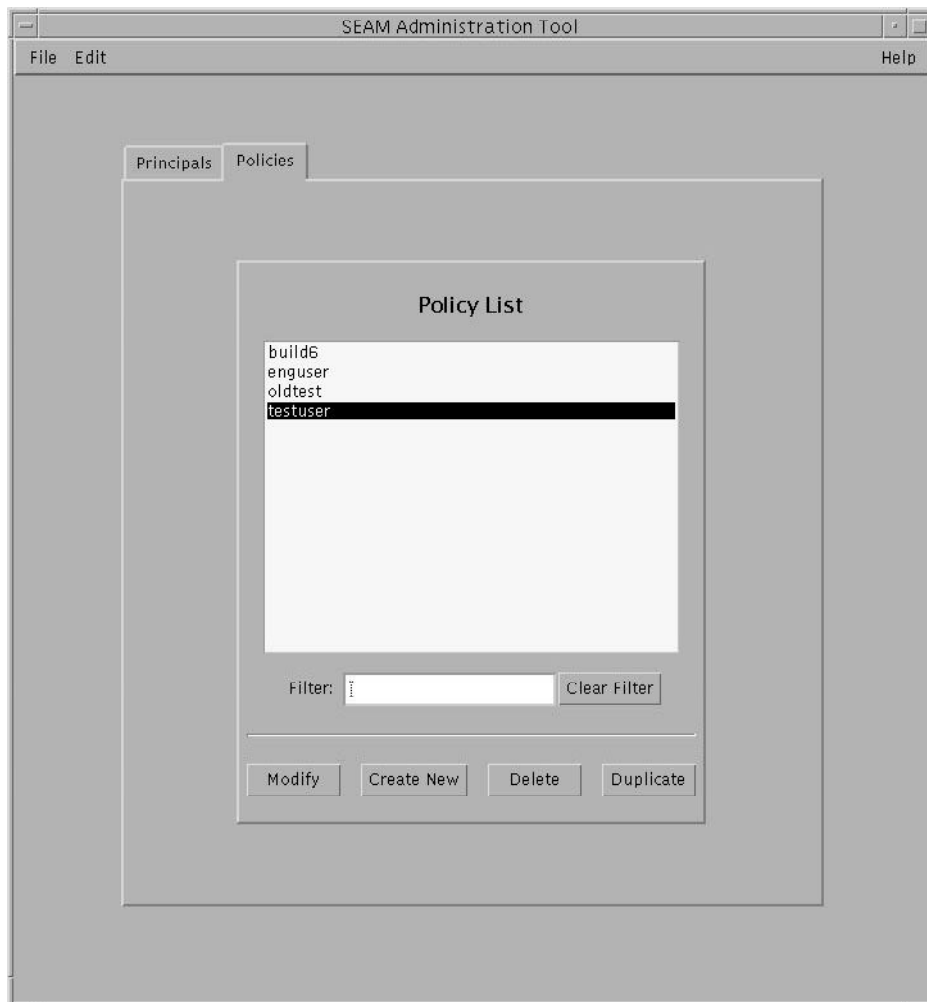 SEAM Administration Tool
File Edit Help
Principals Policies
Policy List
build6
enguser
oldtest
testuser
Filter: Clear Filter
Modify Create New Delete Duplicate